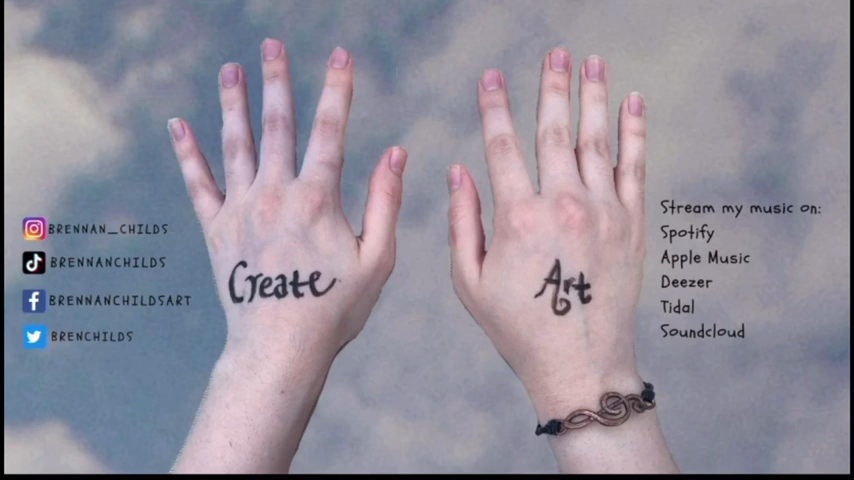 BRENNAN_CHILDS
BRENNANCHILDS
BRENNANCHILDSART
BRENCHILDS
Create
Art
Stream my music on:
Spotify
Apple Music
Deezer
Tidal
Soundcloud